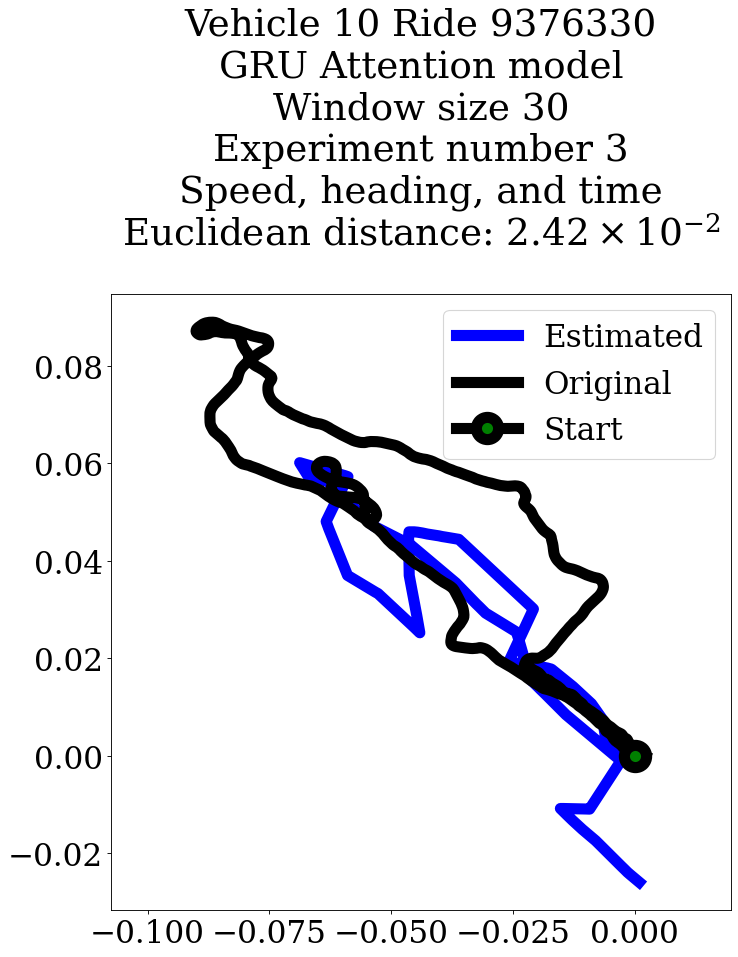 Vehicle 10 Ride 9376330
GRU Attention model
Window size 30
Experiment number 3
Speed, heading, and time
Euclidean distance: 2.42 × 10⁻²
Estimated
Original
Start
0.08
0.06
0.04
0.02
0.00
−0.02
−0.100 −0.075 −0.050 −0.025 0.000